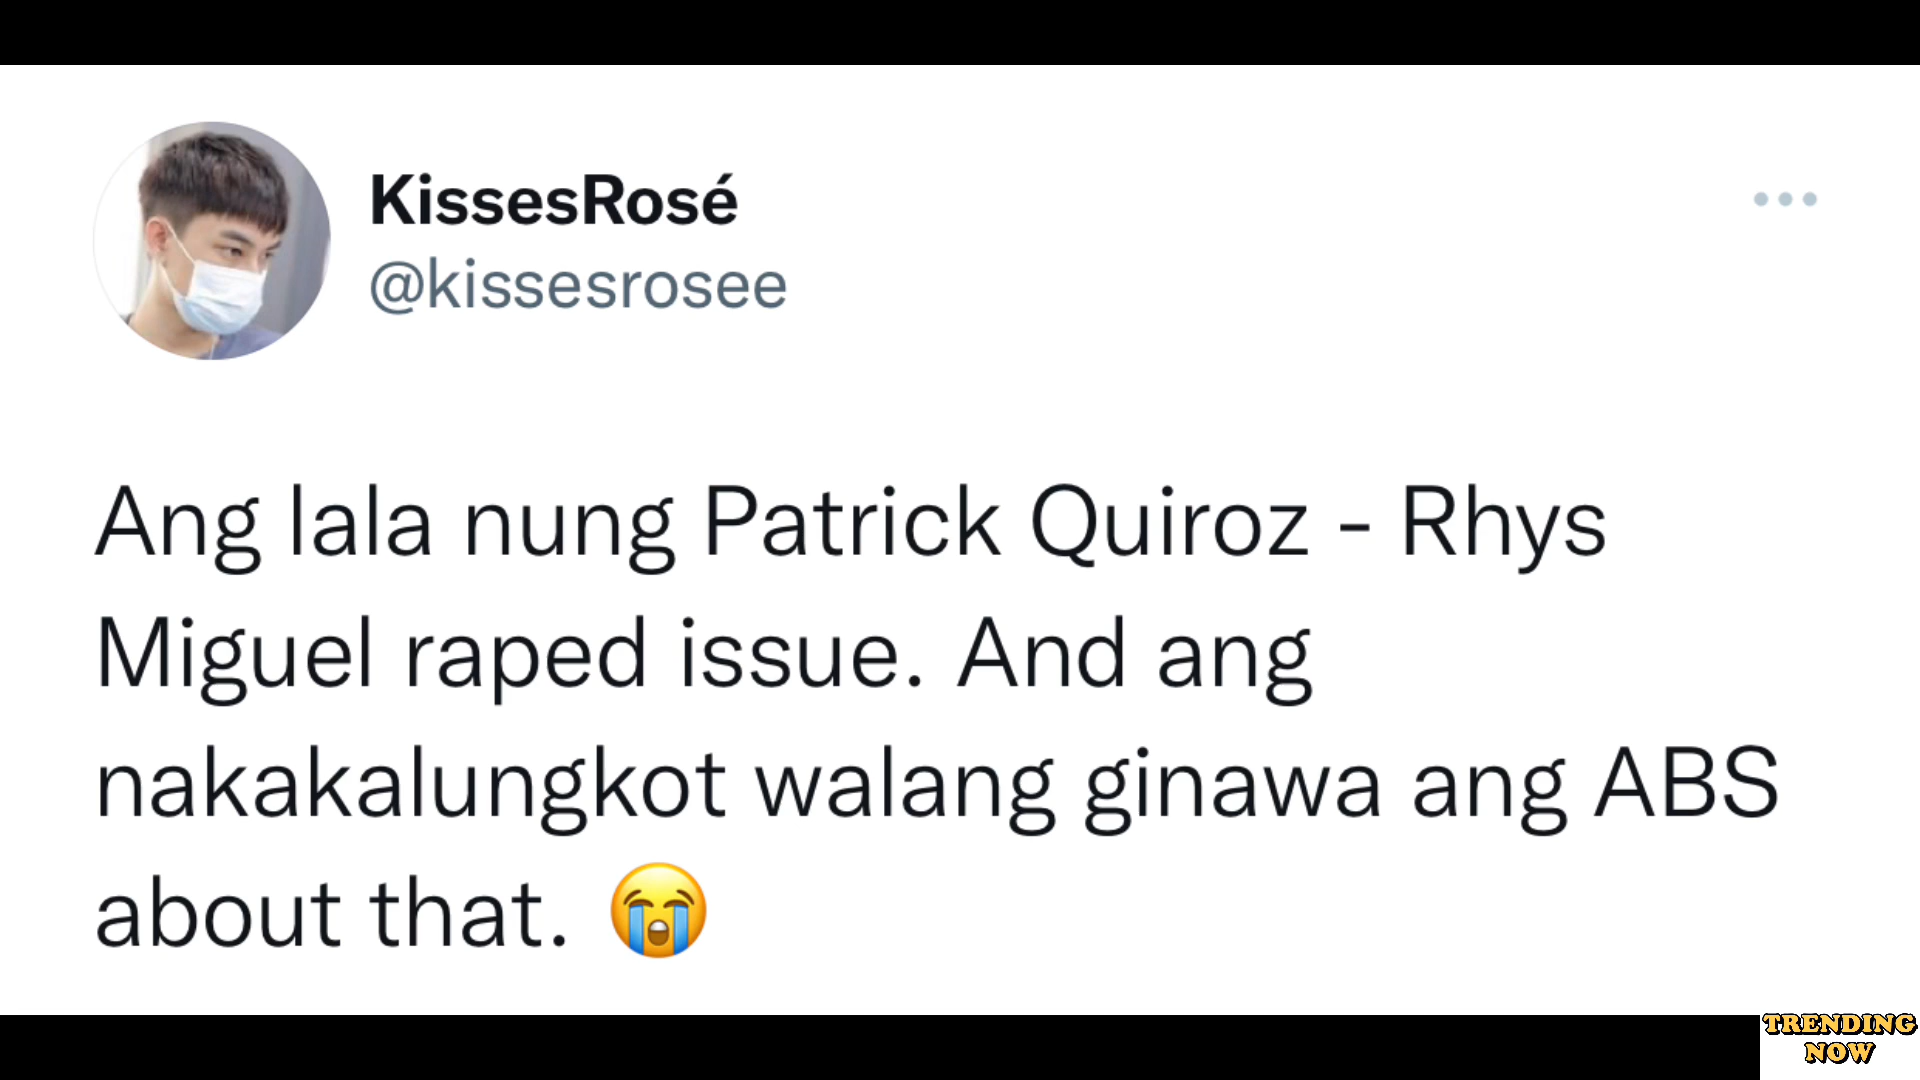 KissesRosé
@kissesrosee
Ang lala nung Patrick Quiroz - Rhys
Miguel raped issue. And ang
nakakalungkot walang ginawa ang ABS
about that. 😭
TRENDING
NOW